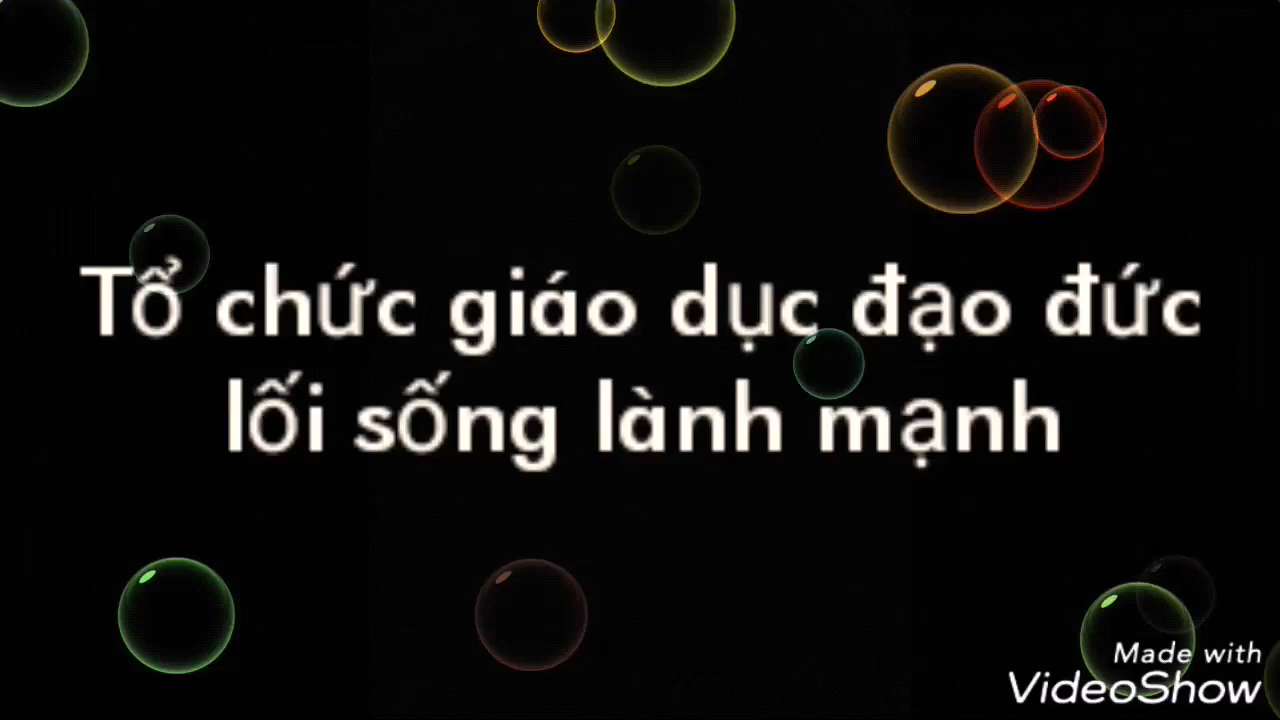 Tổ chức giáo dục đạo đức
lối sống lành mạnh
Made with
VideoShow